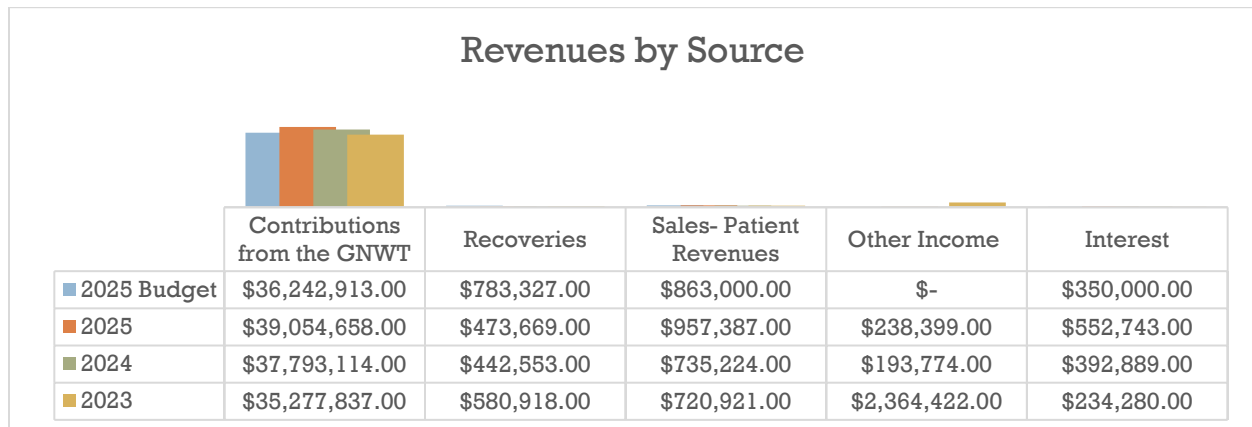 Revenues by Source
Contributions from the GNWT Recoveries Sales- Patient Revenues Other Income Interest
2025 Budget $36,242,913.00 $783,327.00 $863,000.00 $- $350,000.00
2025 $39,054,658.00 $473,669.00 $957,387.00 $238,399.00 $552,743.00
2024 $37,793,114.00 $442,553.00 $735,224.00 $193,774.00 $392,889.00
2023 $35,277,837.00 $580,918.00 $720,921.00 $2,364,422.00 $234,280.00